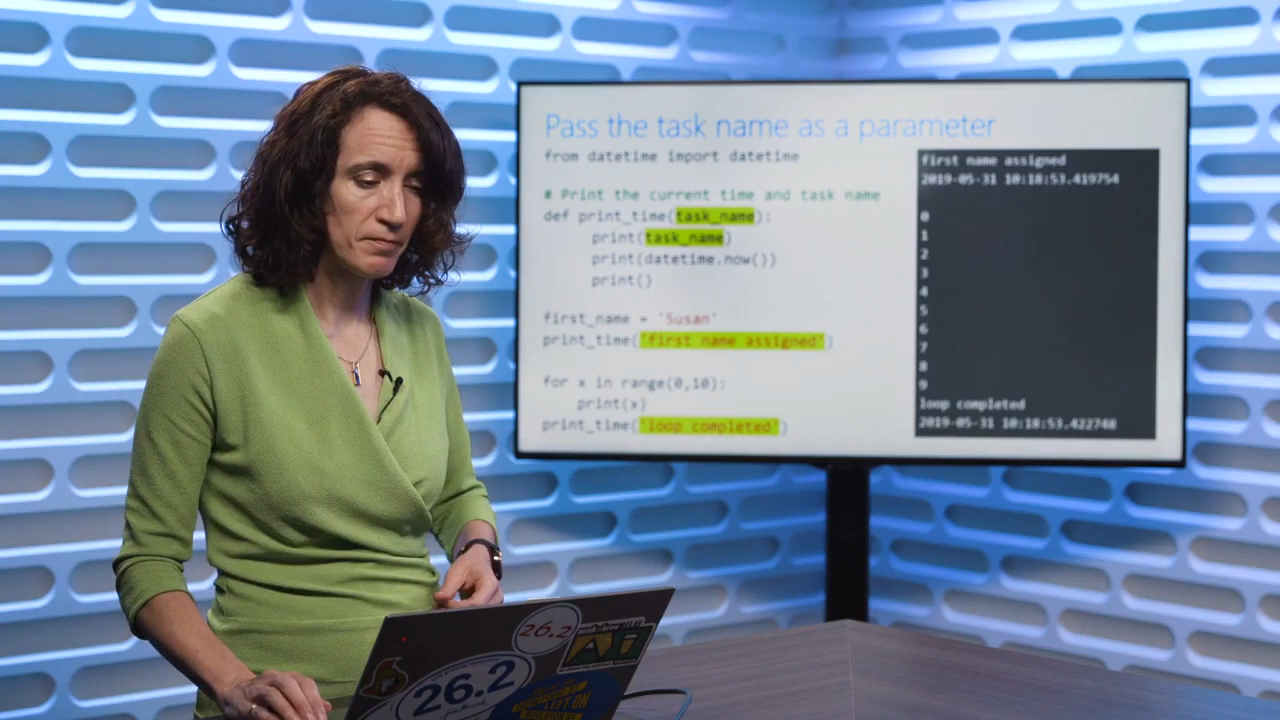 Pass the task name as a parameter
from datetime import datetime
# Print the current time and task name
def print_time(task_name):
print(task_name)
print(datetime.now())
print()
first_name = 'Susan'
print_time('first name assigned')
for x in range(0,10):
print(x)
print_time('loop completed')
first name assigned
2019-05-31 10:18:53.419754
0
1
2
3
4
5
6
7
8
9
loop completed
2019-05-31 10:18:53.422748
26.2
26.2
LEFT ON